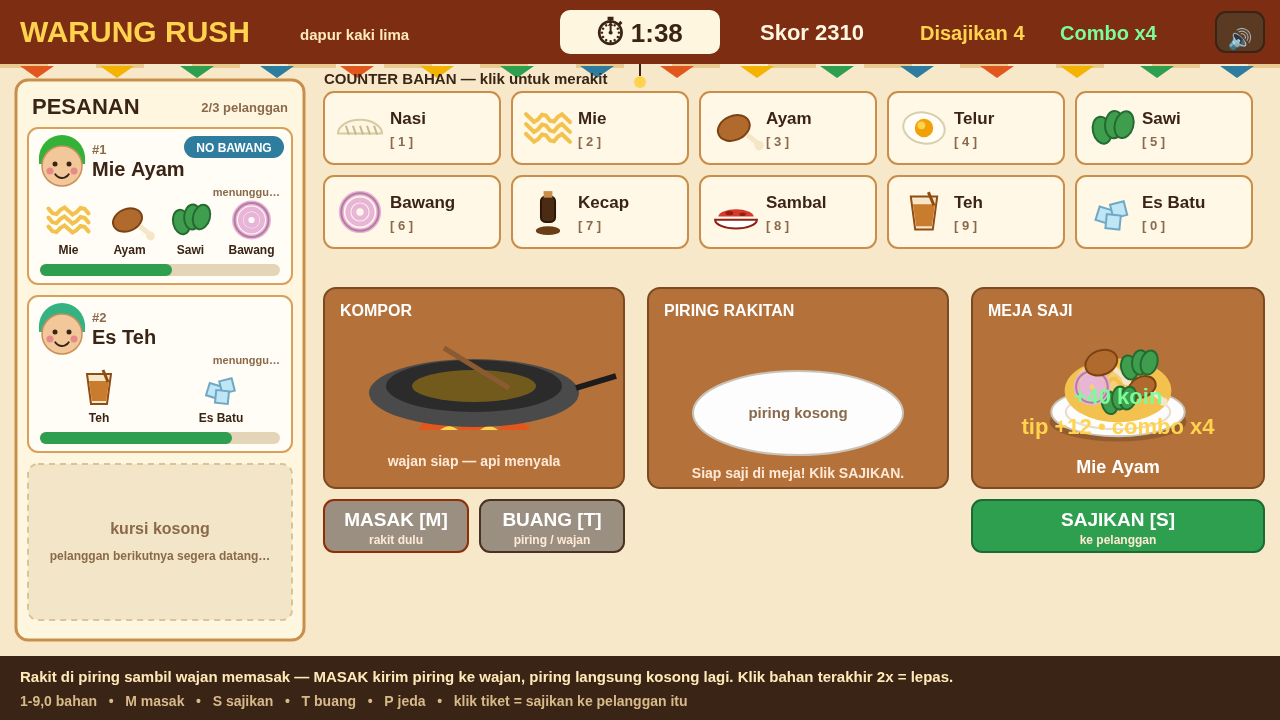 WARUNG RUSH
dapur kaki lima
1:38
Skor 2310
Disajikan 4
Combo x4
PESANAN
2/3 pelanggan
#1
NO BAWANG
Mie Ayam
menunggu…
Mie
Ayam
Sawi
Bawang
#2
Es Teh
menunggu…
Teh
Es Batu
kursi kosong
pelanggan berikutnya segera datang…
COUNTER BAHAN — klik untuk merakit
Nasi
[ 1 ]
Mie
[ 2 ]
Ayam
[ 3 ]
Telur
[ 4 ]
Sawi
[ 5 ]
Bawang
[ 6 ]
Kecap
[ 7 ]
Sambal
[ 8 ]
Teh
[ 9 ]
Es Batu
[ 0 ]
KOMPOR
wajan siap — api menyala
PIRING RAKITAN
piring kosong
Siap saji di meja! Klik SAJIKAN.
MEJA SAJI
+40 koin
tip +12 • combo x4
Mie Ayam
MASAK [M]
rakit dulu
BUANG [T]
piring / wajan
SAJIKAN [S]
ke pelanggan
Rakit di piring sambil wajan memasak — MASAK kirim piring ke wajan, piring langsung kosong lagi. Klik bahan terakhir 2x = lepas.
1-9,0 bahan • M masak • S sajikan • T buang • P jeda • klik tiket = sajikan ke pelanggan itu